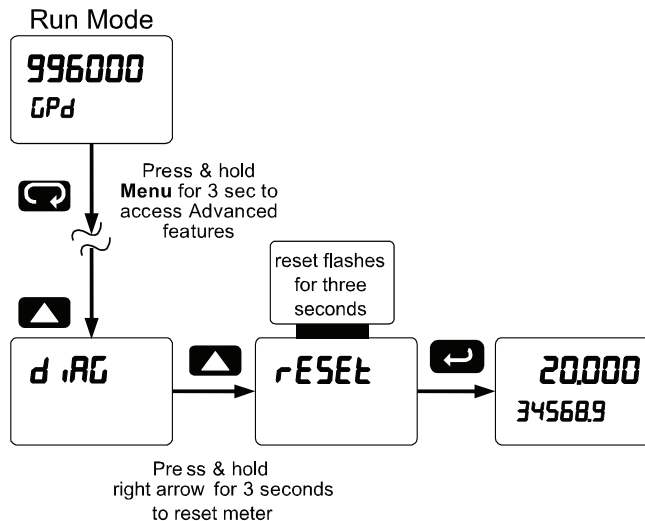 Run Mode
996000
GPd
Press & hold
Menu for 3 sec to
access Advanced
features
reset flashes
for three
seconds
diAG
rESEt
20.000
34568.9
Press & hold
right arrow for 3 seconds
to reset meter